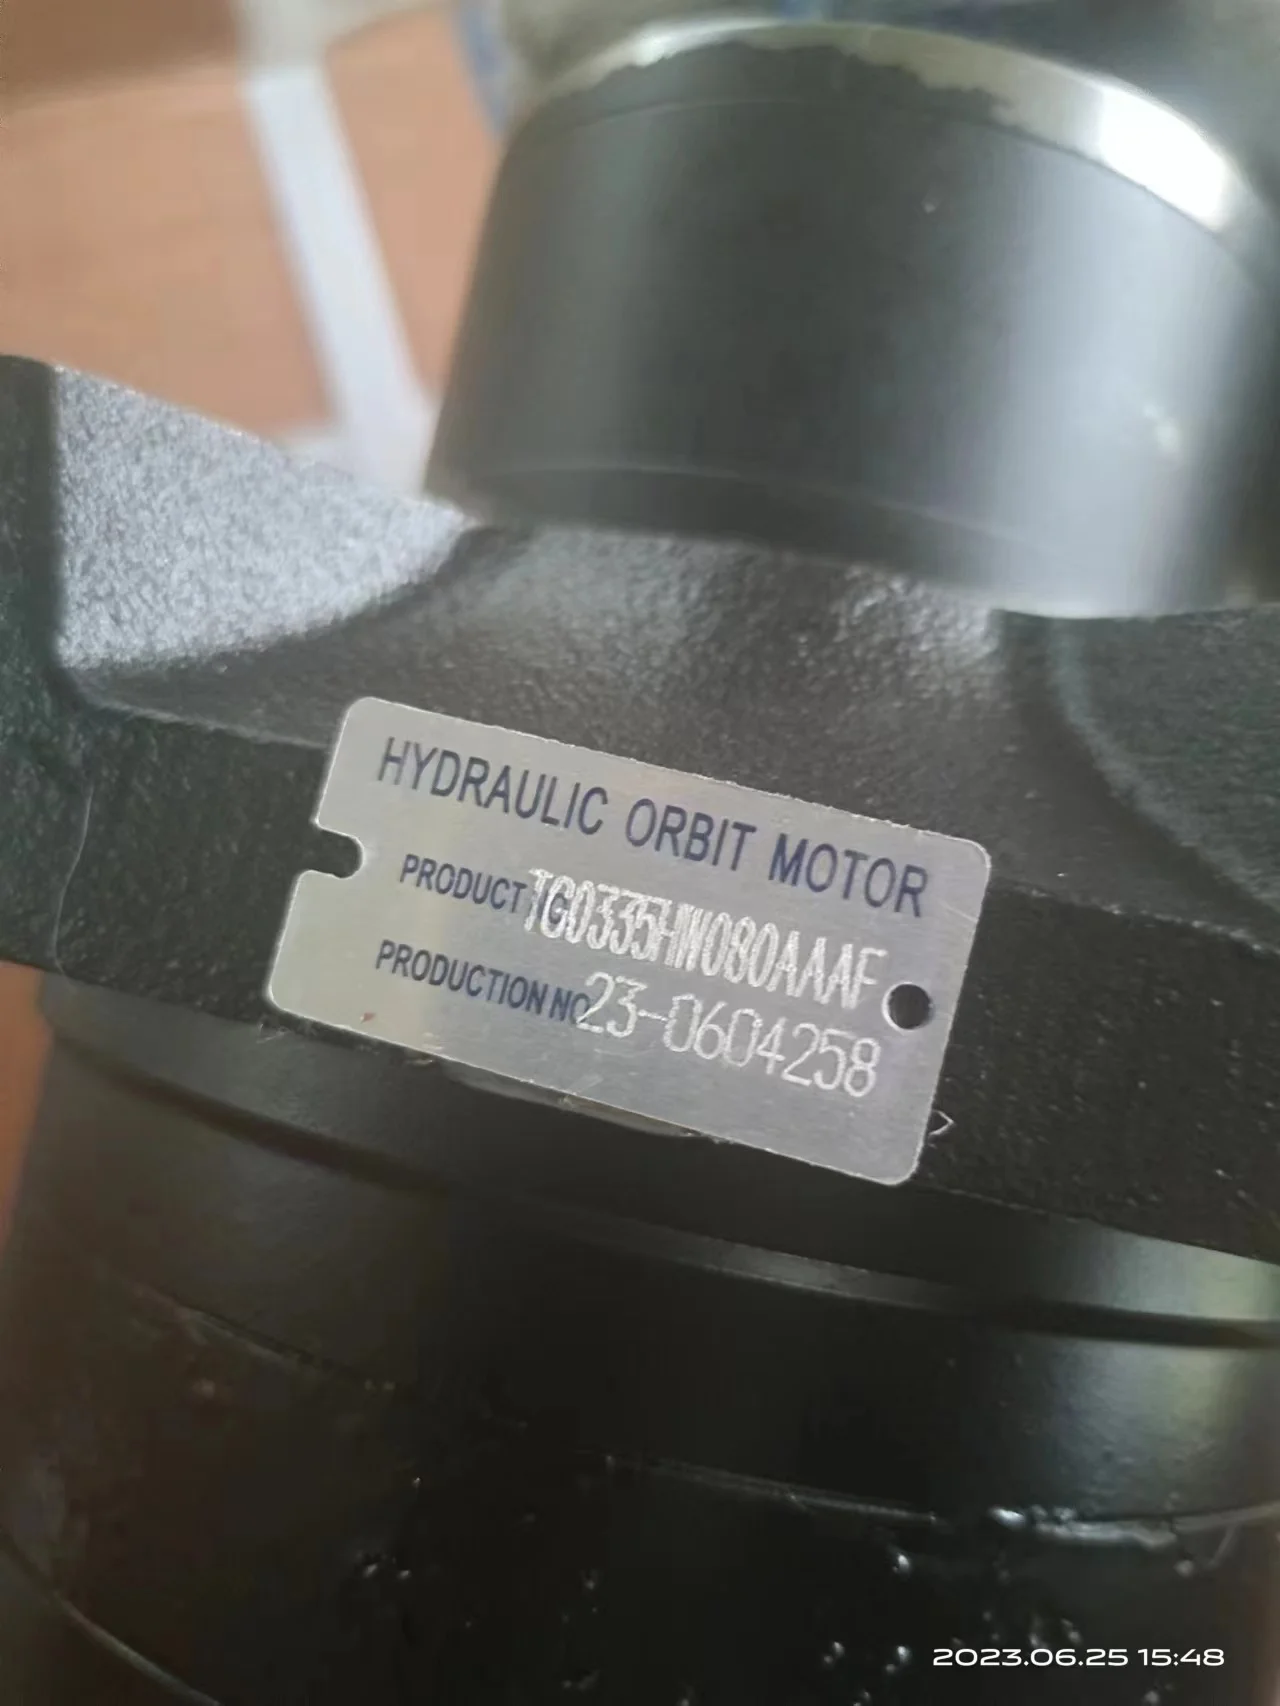 HYDRAULIC ORBIT MOTOR
PRODUCT TG0335HW080AAAF
PRODUCTION NO 23-0604258
2023.06.25 15:48